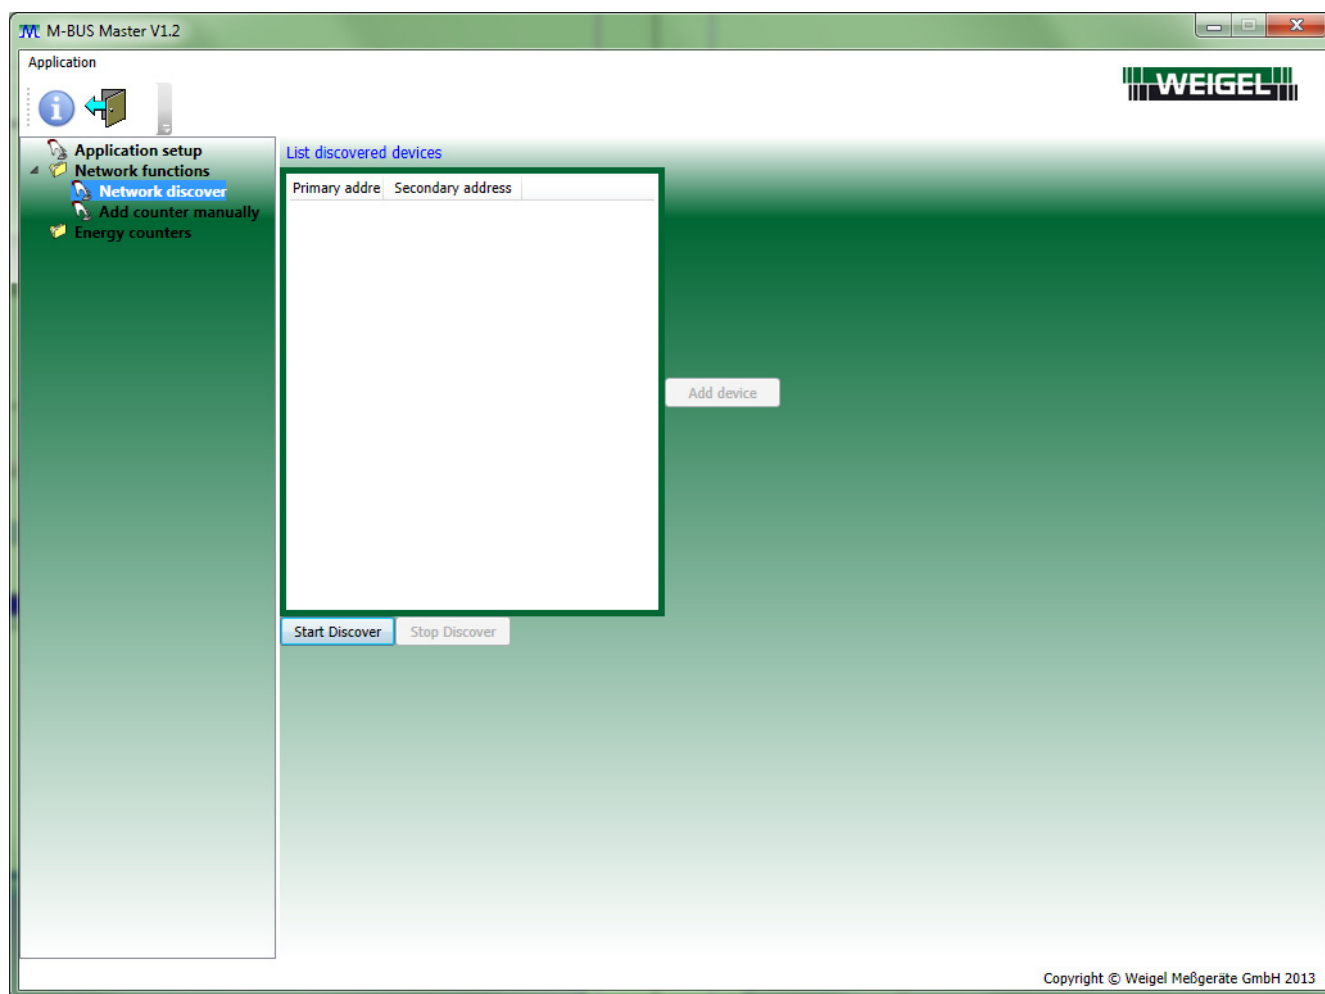 M-BUS Master V1.2
Application
WEIGEL
Application setup
Network functions
Network discover
Add counter manually
Energy counters
List discovered devices
Primary addre Secondary address
Add device
Start Discover Stop Discover
Copyright © Weigel Meßgeräte GmbH 2013